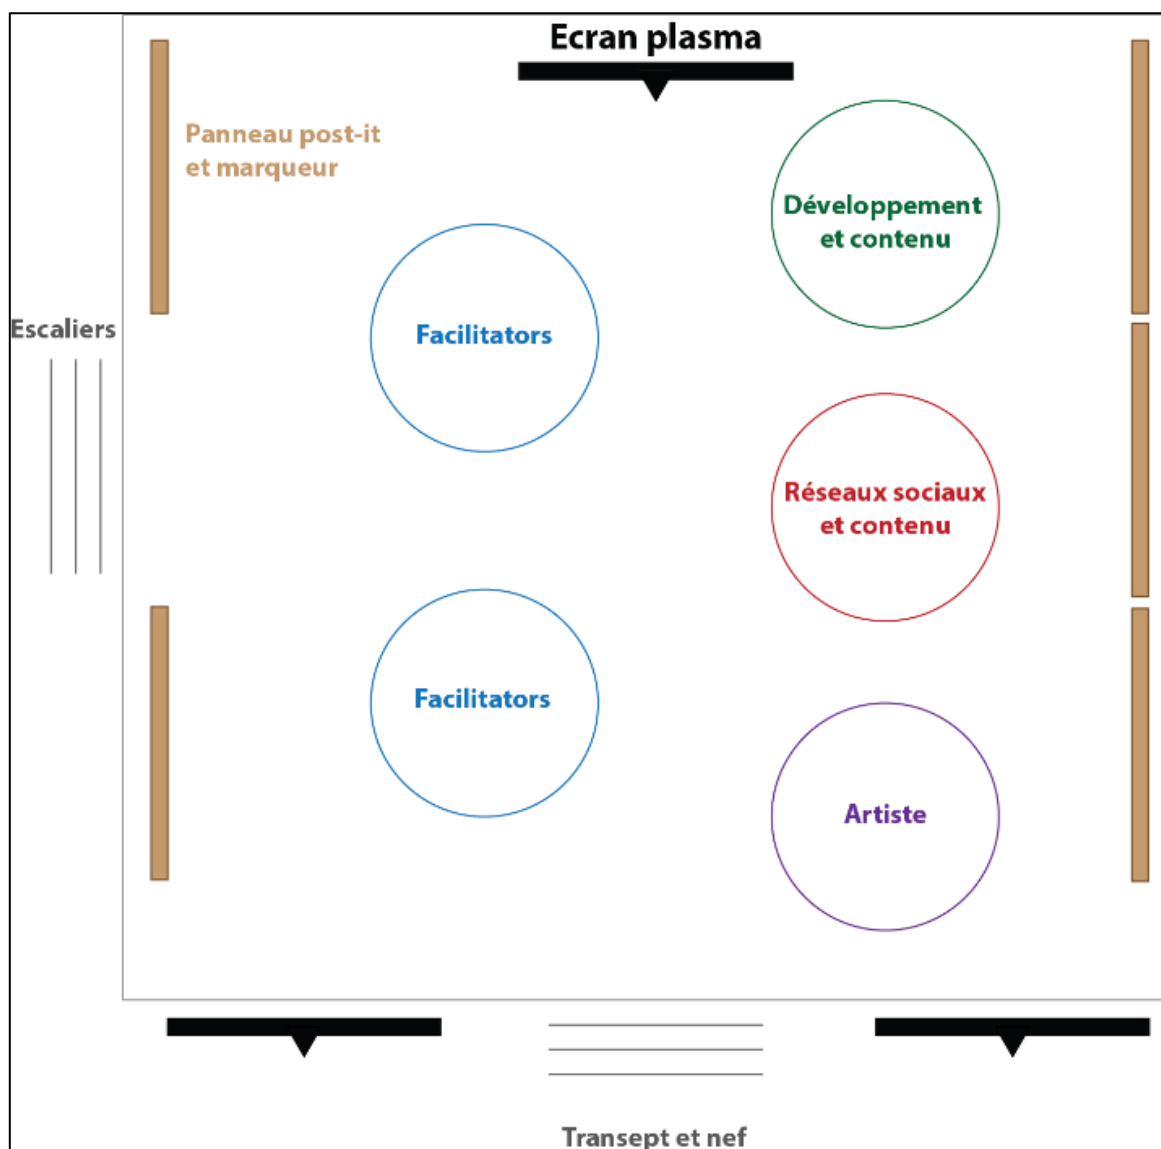 Ecran plasma
Panneau post-it
et marqueur
Développement
et contenu
Escaliers
Facilitators
Réseaux sociaux
et contenu
Facilitators
Artiste
Transept et nef